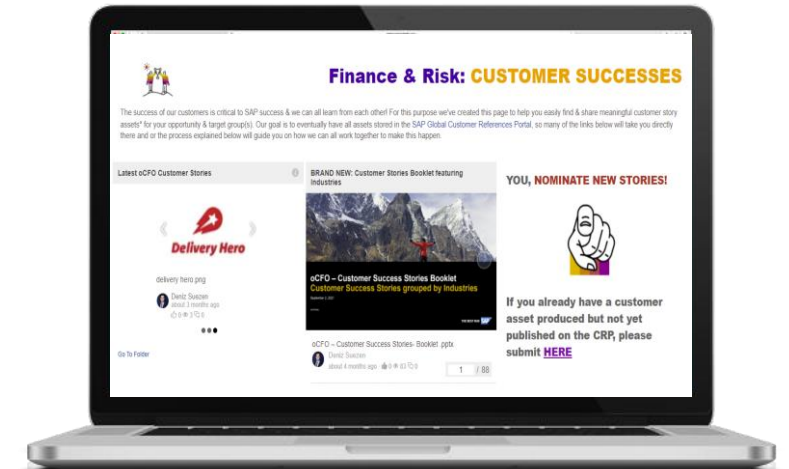 Finance & Risk: CUSTOMER SUCCESSES
The success of our customers is critical to SAP success & we can all learn from each other! For this purpose we've created this page to help you easily find & share meaningful customer story
assets* for your opportunity & target group(s). Our goal is to eventually have all assets stored in the SAP Global Customer References Portal, so many of the links below will take you directly
there and or the process explained below will guide you on how we can all work together to make this happen.
Latest oCFO Customer Stories
Delivery Hero
delivery hero.png
Deniz Suezen
about 3 months ago
0 3 0
Go To Folder
BRAND NEW: Customer Stories Booklet featuring
Industries
oCFO – Customer Success Stories Booklet
Customer Success Stories grouped by Industries
SAP
oCFO – Customer Success Stories- Booklet .pptx
Deniz Suezen
about 4 months ago
1 / 88
YOU, NOMINATE NEW STORIES!
If you already have a customer
asset produced but not yet
published on the CRP, please
submit HERE